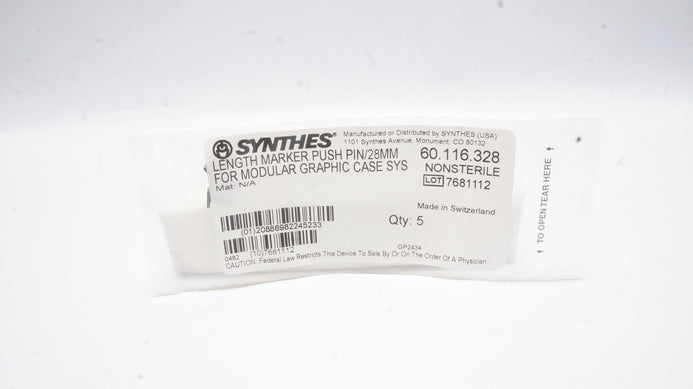 SYNTHES®
Manufactured or Distributed by SYNTHES (USA)
1101 Synthes Avenue, Monument, CO 80132
LENGTH MARKER PUSH PIN/28MM
FOR MODULAR GRAPHIC CASE SYS
Mat: N/A
60.116.328
NONSTERILE
LOT 7681112
Made in Switzerland
(01)20886982245233
Qty: 5
(10)7681112
0482
GP2434
CAUTION: Federal Law Restricts This Device To Sale By Or On The Order Of A Physician.
TO OPEN TEAR HERE